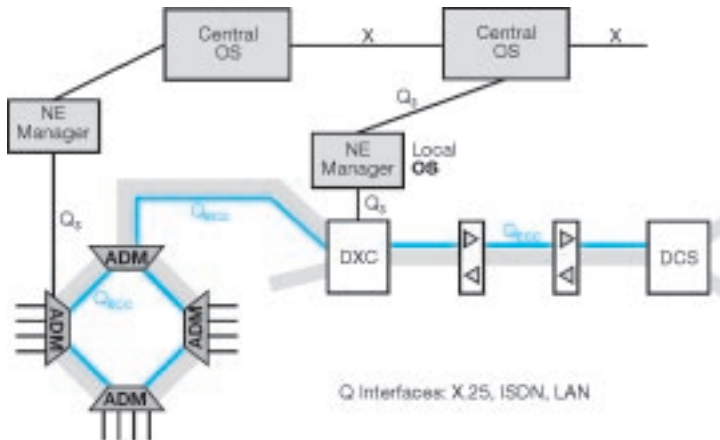 Central
OS
X
Central
OS
X
NE
Manager
Q₃
NE
Manager
Local
OS
Q₃
Q₃
QECC
DXC
QECC
DCS
ADM
QECC
ADM
ADM
ADM
Q Interfaces: X.25, ISDN, LAN